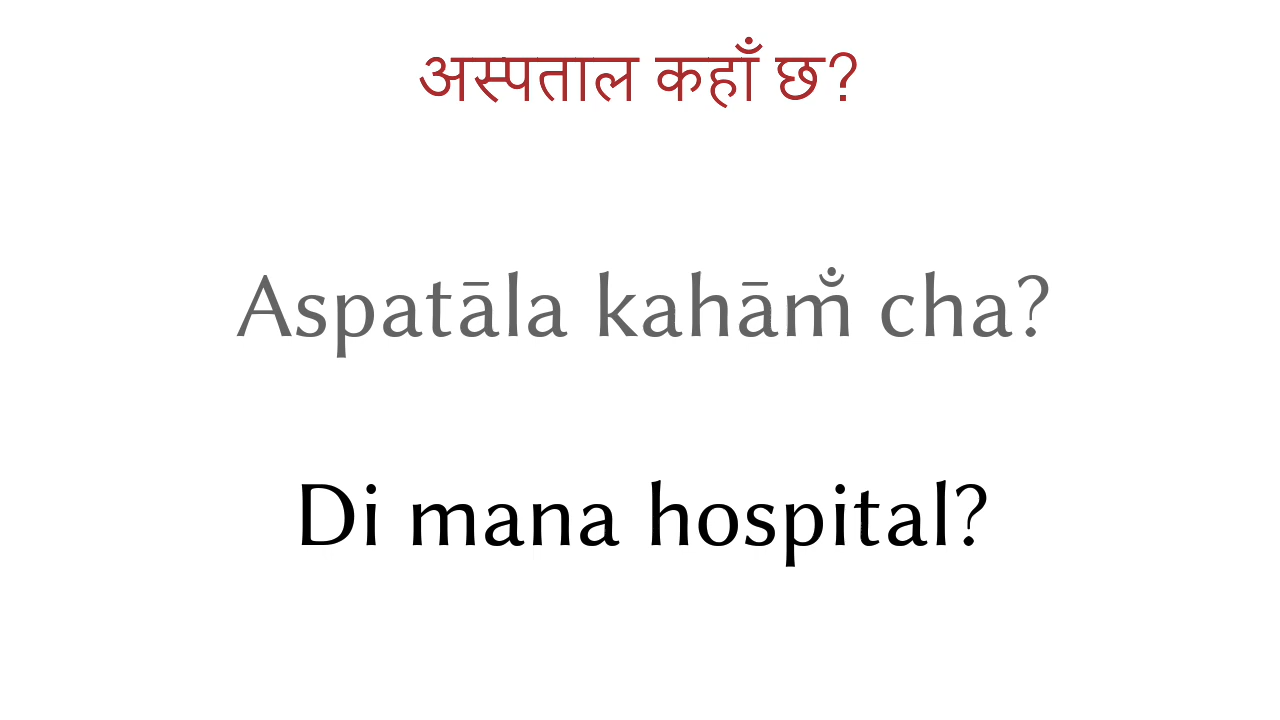 अस्पताल कहाँ छ?
Aspatāla kahām̐ cha?
Di mana hospital?